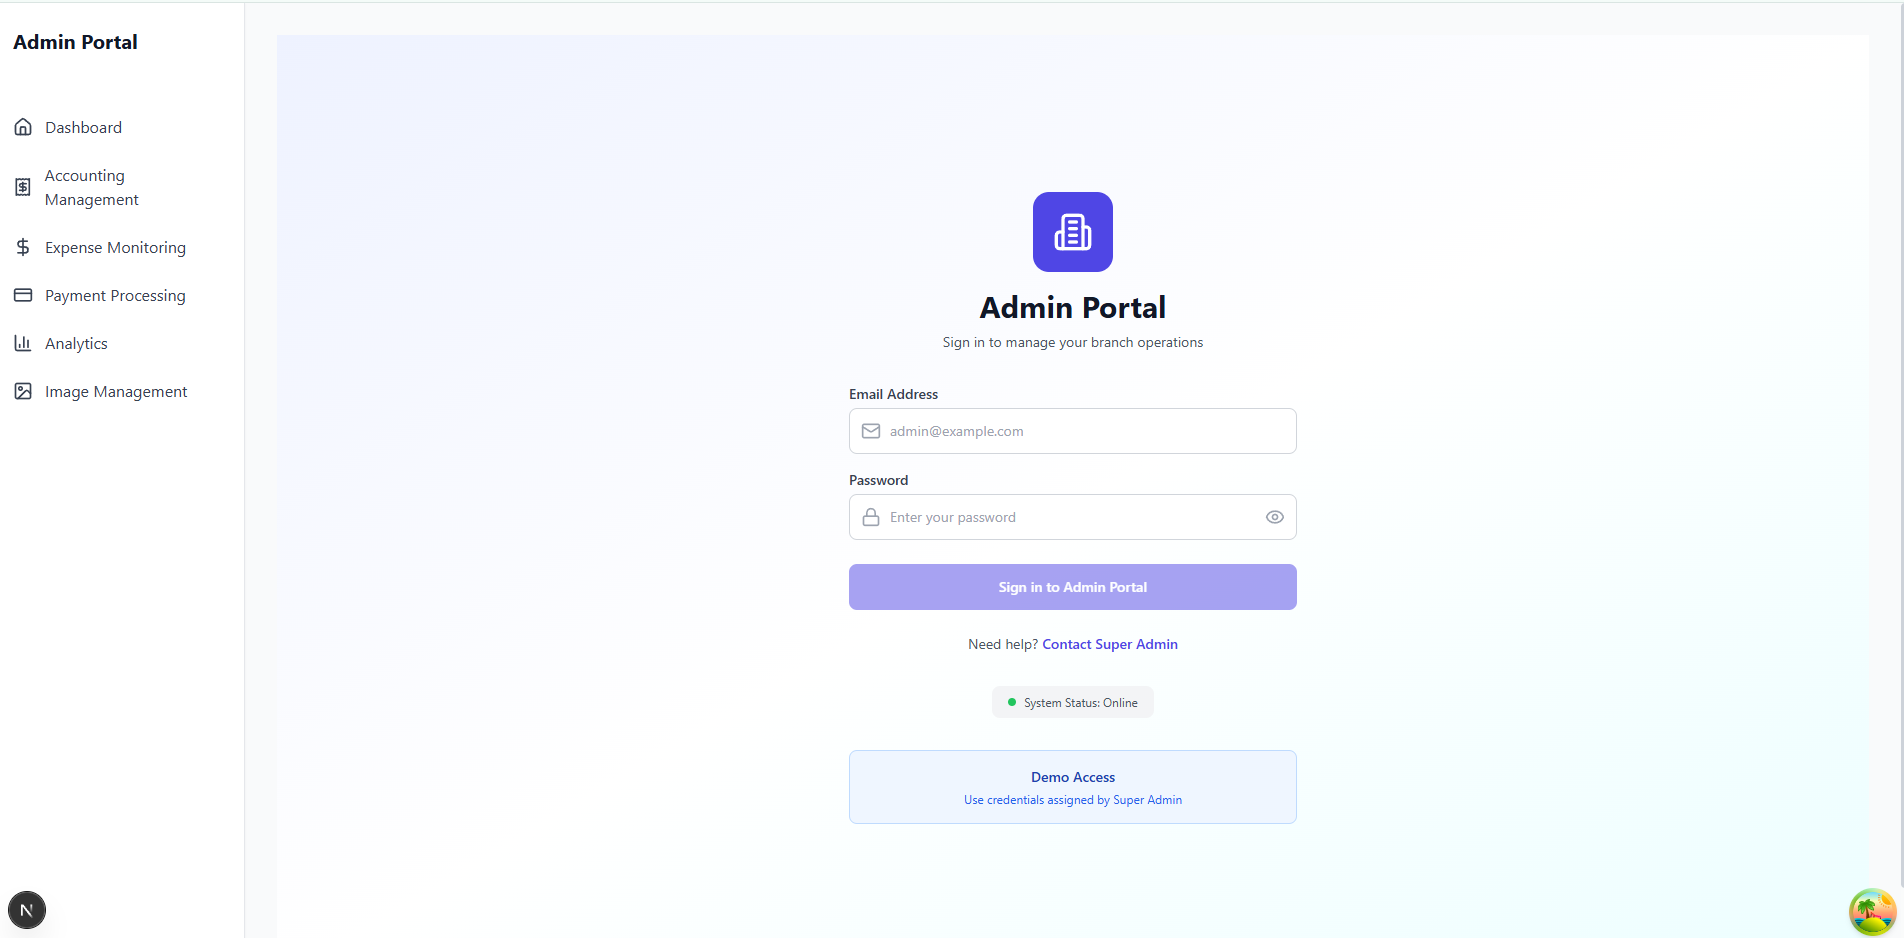 Admin Portal
Dashboard
Accounting
Management
Expense Monitoring
Payment Processing
Analytics
Image Management
N
Admin Portal
Sign in to manage your branch operations
Email Address
admin@example.com
Password
Enter your password
Sign in to Admin Portal
Need help? Contact Super Admin
System Status: Online
Demo Access
Use credentials assigned by Super Admin